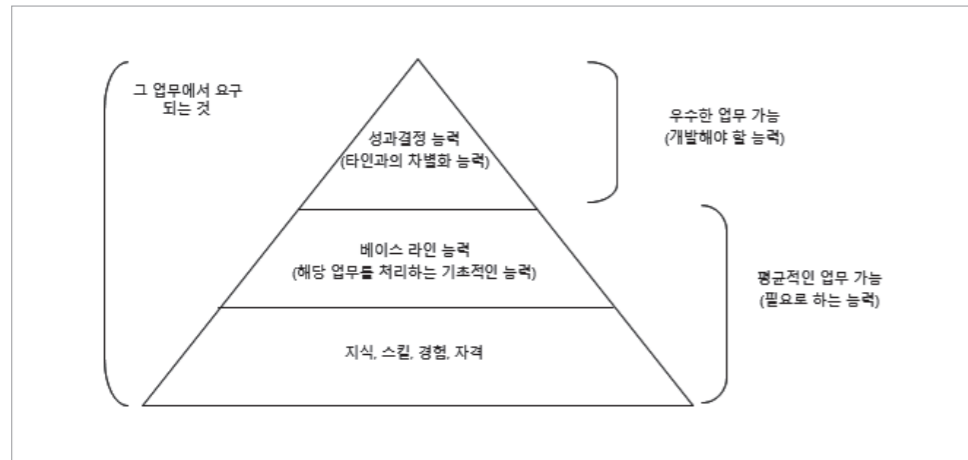 그 업무에서 요구
되는 것
성과결정 능력
(타인과의 차별화 능력)
우수한 업무 가능
(개발해야 할 능력)
베이스 라인 능력
(해당 업무를 처리하는 기초적인 능력)
평균적인 업무 가능
(필요로 하는 능력)
지식, 스킬, 경험, 자격